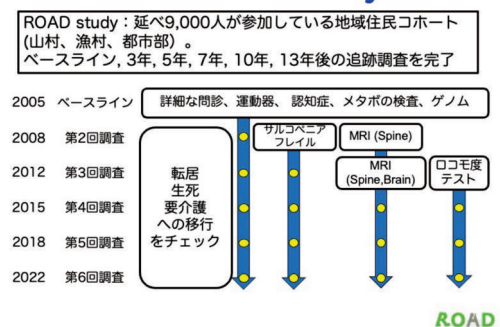 ROAD study：延べ9,000人が参加している地域住民コホート
(山村、漁村、都市部）。
ベースライン, 3年, 5年, 7年, 10年, 13年後の追跡調査を完了
2005 ベースライン 詳細な問診、運動器、 認知症、メタボの検査、ゲノム
2008 第2回調査
サルコペニア
フレイル
MRI (Spine)
2012 第3回調査
MRI
(Spine,Brain)
ロコモ度
テスト
転居
生死
要介護
への移行
をチェック
2015 第4回調査
2018 第5回調査
2022 第6回調査
ROAD